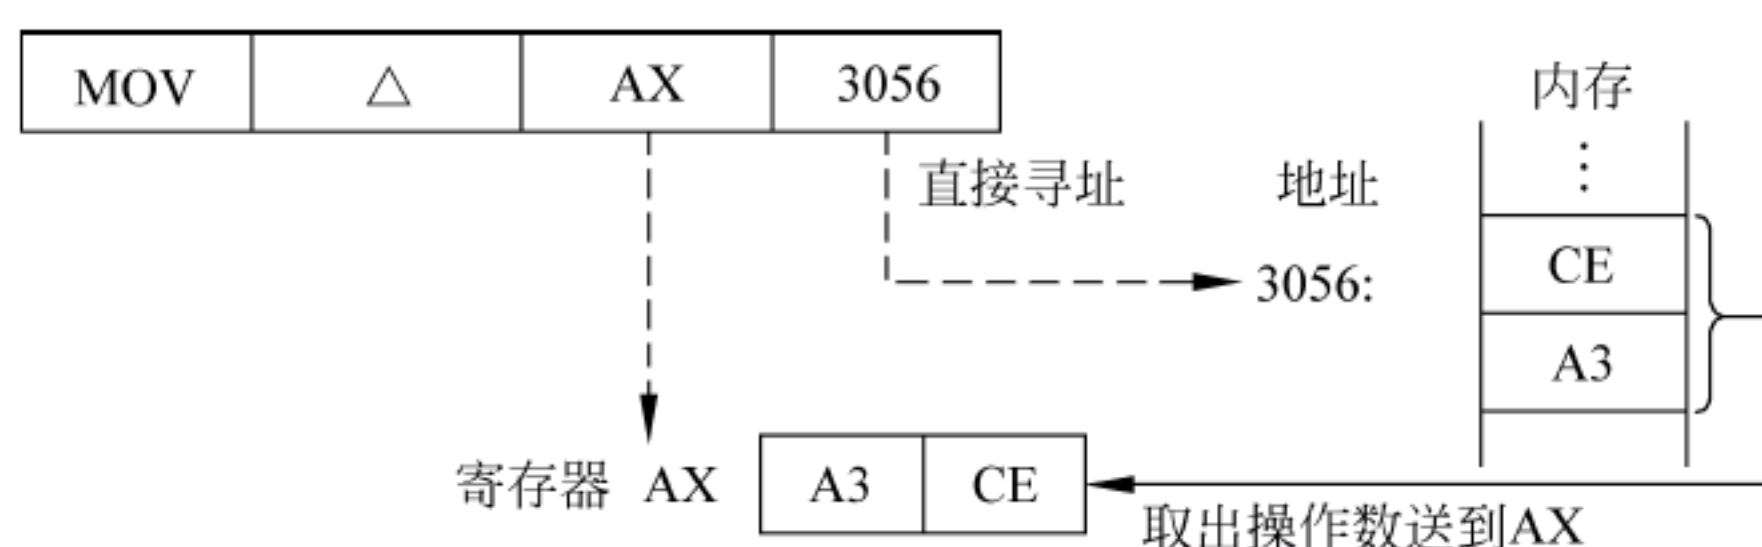 MOV △ AX 3056
内存
直接寻址 地址
⋮
CE
3056:
A3
寄存器 AX A3 CE
取出操作数送到AX